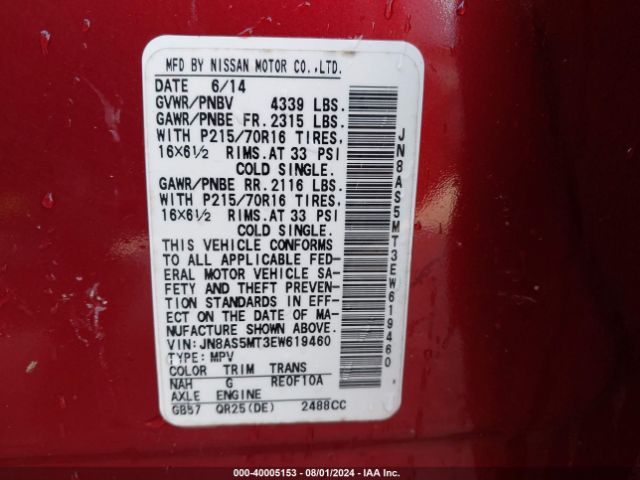 MFD BY NISSAN MOTOR CO.,LTD.
DATE 6/14
GVWR/PNBV 4339 LBS.
GAWR/PNBE FR. 2315 LBS.
WITH P215/70R16 TIRES,
16X6½ RIMS.AT 33 PSI
COLD SINGLE.
GAWR/PNBE RR. 2116 LBS.
WITH P215/70R16 TIRES,
16X6½ RIMS.AT 33 PSI
COLD SINGLE.
THIS VEHICLE CONFORMS
TO ALL APPLICABLE FED-
ERAL MOTOR VEHICLE SA-
FETY AND THEFT PREVEN-
TION STANDARDS IN EFF-
ECT ON THE DATE OF MA-
NUFACTURE SHOWN ABOVE.
VIN:JN8AS5MT3EW619460
TYPE:MPV
COLOR TRIM TRANS
NAH G RE0F10A
AXLE ENGINE
GB57 QR25(DE) 2488CC
JN8AS5MT3EW619460
000-40005153 - 08/01/2024 - IAA Inc.